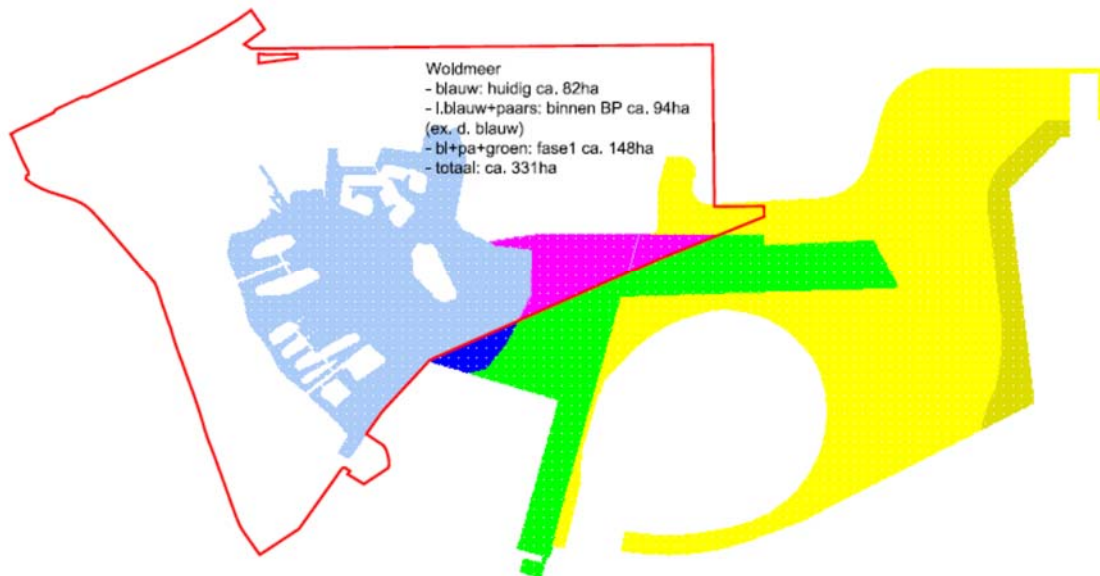 Woldmeer
- blauw: huidig ca. 82ha
- l.blauw+paars: binnen BP ca. 94ha
(ex. d. blauw)
- bl+pa+groen: fase1 ca. 148ha
- totaal: ca. 331ha